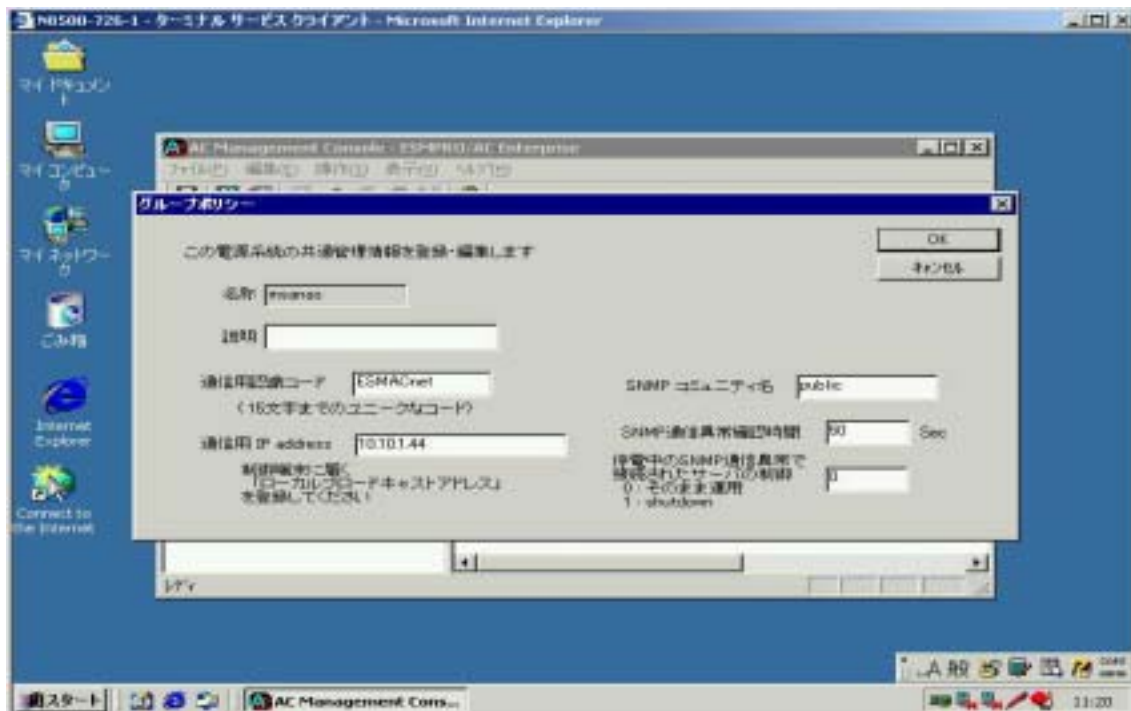 N8500-726-1 - ターミナル サービス クライアント - Microsoft Internet Explorer
マイ ドキュメント
マイ コンピュータ
マイ ネットワーク
ごみ箱
Internet Explorer
Connect to the Internet
AC Management Console - ESMPRO/AC Enterprise
ファイル(F) 編集(E) 操作(O) 表示(V) ヘルプ(H)
グループポリシー
この電源系統の共通管理情報を登録・編集します
OK
キャンセル
名称
説明
通信用認識コード ESMACnet
(15文字までのユニークなコード)
通信用 IP address 10.10.1.44
制御端末に届く
「ローカルブロードキャストアドレス」
を登録してください
SNMP コミュニティ名 public
SNMP通信異常確認時間 Sec
停電中のSNMP通信異常で
接続されたサーバの制御 0
0 : そのまま運用
1 : shutdown
レディ
A 般
スタート
AC Management Cons...
11:20